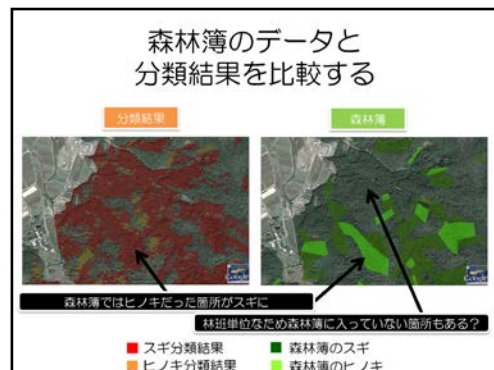 森林簿のデータと
分類結果を比較する
分類結果
森林簿
Google
Google
森林簿ではヒノキだった箇所がスギに
林班単位なため森林簿に入っていない箇所もある？
スギ分類結果
森林簿のスギ
ヒノキ分類結果
森林簿のヒノキ